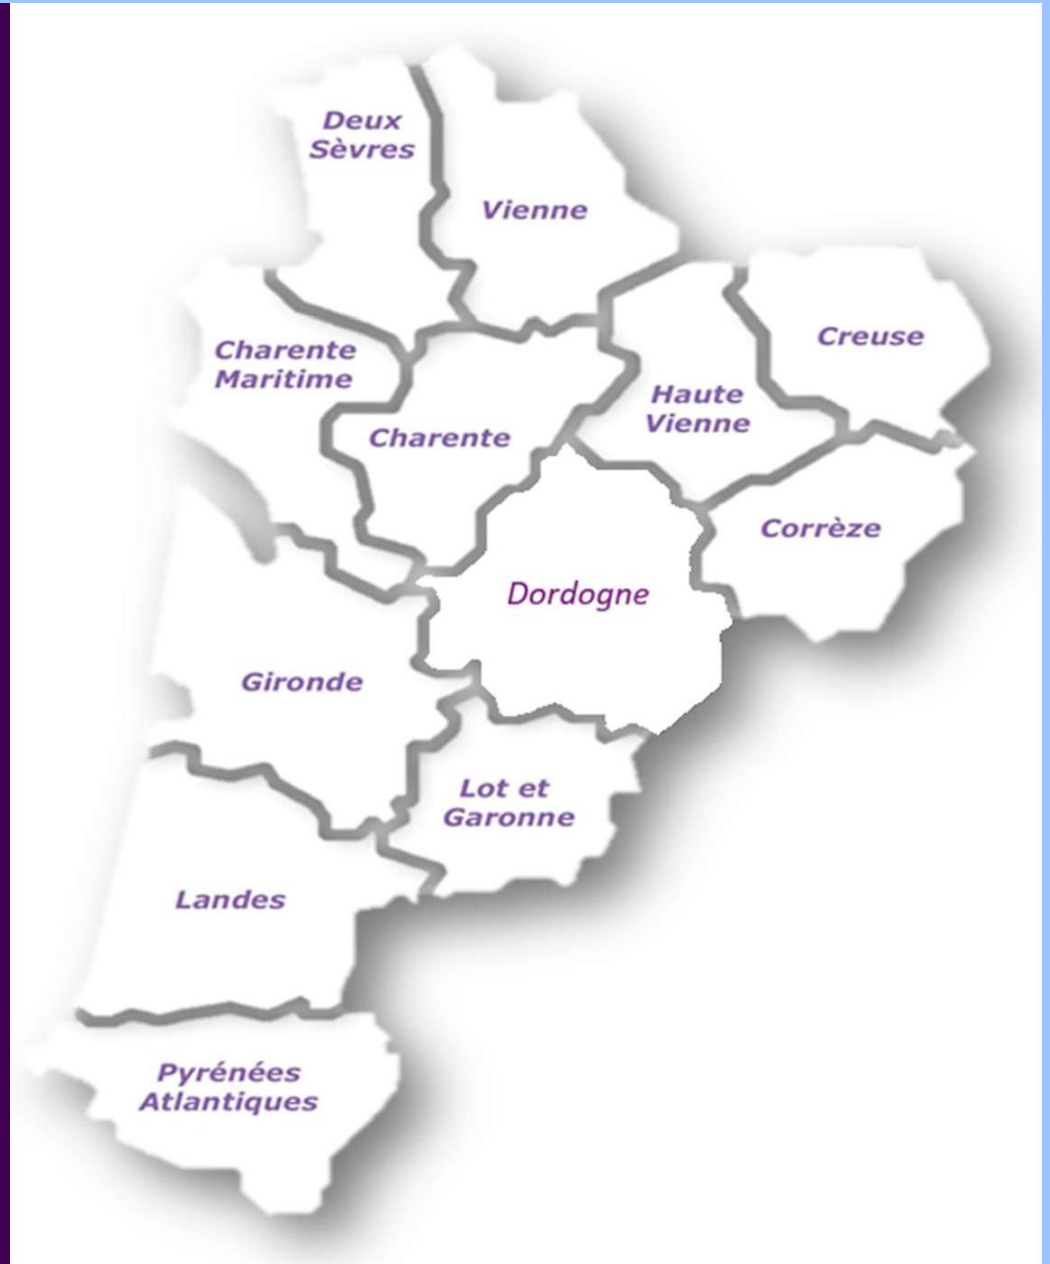 Deux
Sèvres
Vienne
Creuse
Charente
Maritime
Haute
Vienne
Charente
Corrèze
Dordogne
Gironde
Lot et
Garonne
Landes
Pyrénées
Atlantiques